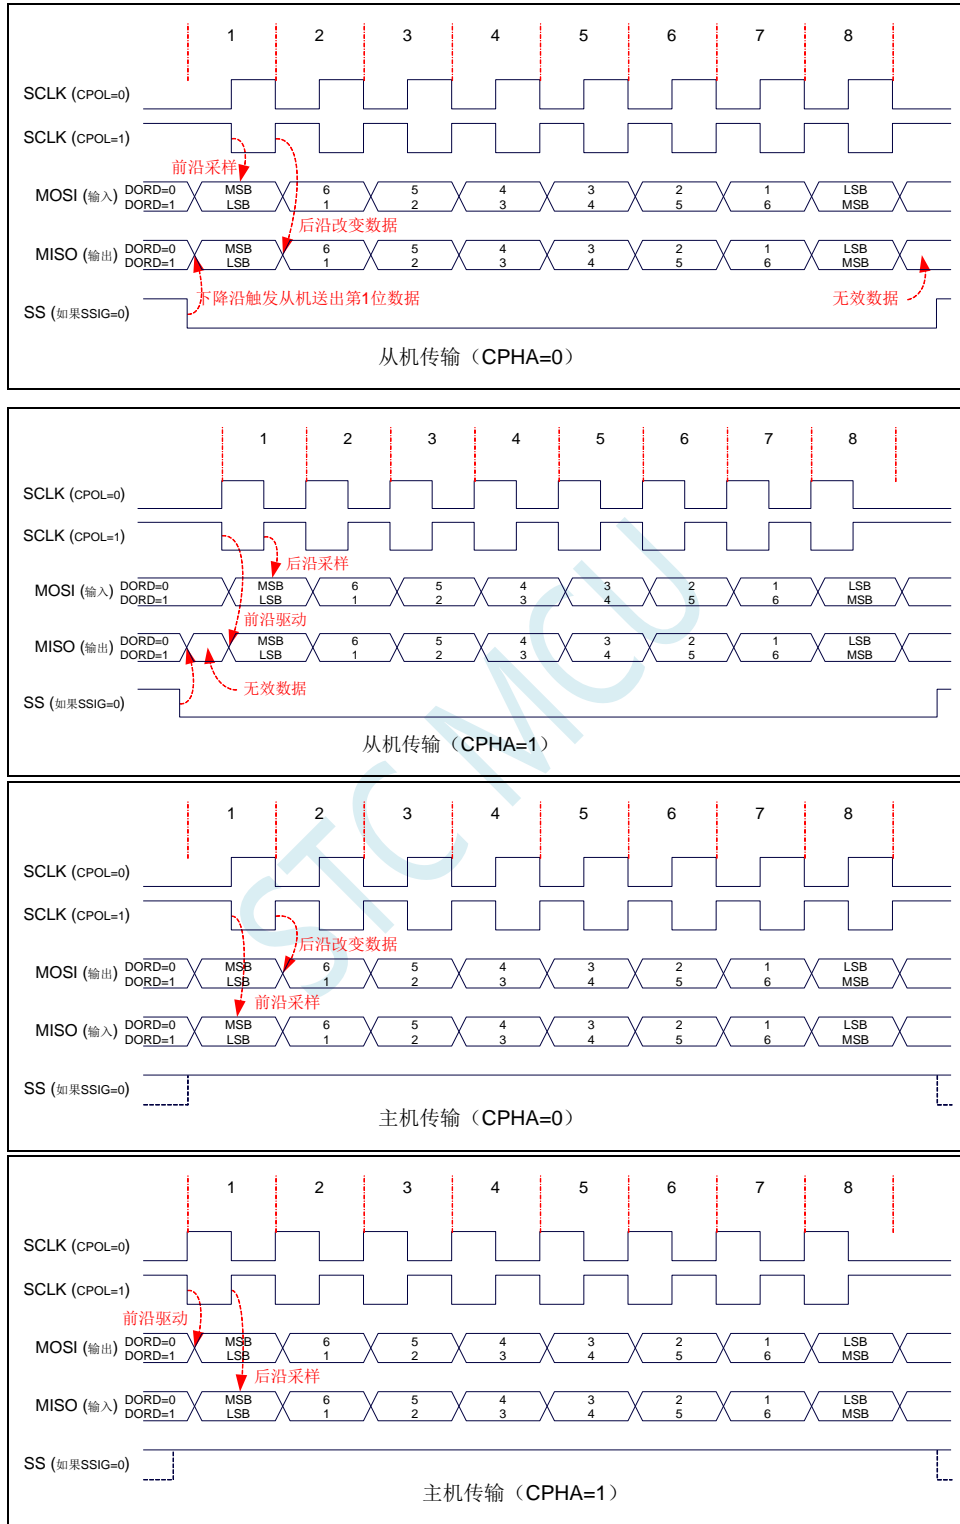 1 2 3 4 5 6 7 8
SCLK (CPOL=0)
SCLK (CPOL=1)
前沿采样
MOSI (输入) DORD=0 MSB 6 5 4 3 2 1 LSB
DORD=1 LSB 1 2 3 4 5 6 MSB
后沿改变数据
MISO (输出) DORD=0 MSB 6 5 4 3 2 1 LSB
DORD=1 LSB 1 2 3 4 5 6 MSB
下降沿触发从机送出第1位数据 无效数据
SS (如果SSIG=0)
从机传输（CPHA=0）
1 2 3 4 5 6 7 8
SCLK (CPOL=0)
SCLK (CPOL=1)
后沿采样
MOSI (输入) DORD=0 MSB 6 5 4 3 2 1 LSB
DORD=1 LSB 1 2 3 4 5 6 MSB
前沿驱动
MISO (输出) DORD=0 MSB 6 5 4 3 2 1 LSB
DORD=1 LSB 1 2 3 4 5 6 MSB
无效数据
SS (如果SSIG=0)
从机传输（CPHA=1）
STC MCU
1 2 3 4 5 6 7 8
SCLK (CPOL=0)
SCLK (CPOL=1)
后沿改变数据
MOSI (输出) DORD=0 MSB 6 5 4 3 2 1 LSB
DORD=1 LSB 1 2 3 4 5 6 MSB
前沿采样
MISO (输入) DORD=0 MSB 6 5 4 3 2 1 LSB
DORD=1 LSB 1 2 3 4 5 6 MSB
SS (如果SSIG=0)
主机传输（CPHA=0）
1 2 3 4 5 6 7 8
SCLK (CPOL=0)
SCLK (CPOL=1)
前沿驱动
MOSI (输出) DORD=0 MSB 6 5 4 3 2 1 LSB
DORD=1 LSB 1 2 3 4 5 6 MSB
后沿采样
MISO (输入) DORD=0 MSB 6 5 4 3 2 1 LSB
DORD=1 LSB 1 2 3 4 5 6 MSB
SS (如果SSIG=0)
主机传输（CPHA=1）